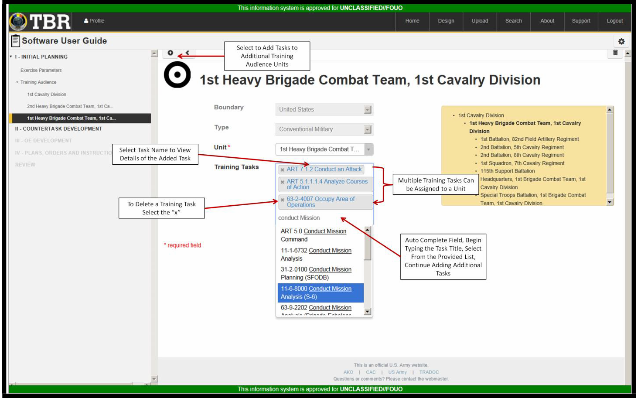 This information system is approved for UNCLASSIFIED//FOUO
TBR
Profile
Home
Design
Upload
Search
About
Support
Logout
Software User Guide
I - INITIAL PLANNING
Exercise Parameters
Training Audience
1st Cavalry Division
2nd Heavy Brigade Combat Team, 1st Ca...
1st Heavy Brigade Combat Team, 1st Ca...
II - COUNTERTASK DEVELOPMENT
III - OE DEVELOPMENT
IV - PLANS, ORDERS AND INSTRUCTIO
REVIEW
Select to Add Tasks to
Additional Training
Audience Units
1st Heavy Brigade Combat Team, 1st Cavalry Division
Boundary
United States
Type
Conventional Military
Unit *
1st Heavy Brigade Combat T...
Training Tasks
× ART 7.1.2 Conduct an Attack
× ART 5.1.1.1.4 Analyze Courses
of Action
× 63-2-4007 Occupy Area of
Operations
conduct Mission
ART 5.0 Conduct Mission
Command
11-1-6732 Conduct Mission
Analysis
31-2-0100 Conduct Mission
Planning (SFODB)
11-6-8000 Conduct Mission
Analysis (S-6)
63-9-2202 Conduct Mission
* required field
Select Task Name to View
Details of the Added Task
To Delete a Training Task
Select the "x"
Multiple Training Tasks Can
be Assigned to a Unit
Auto Complete Field, Begin
Typing the Task Title, Select
From the Provided List,
Continue Adding Additional
Tasks
1st Cavalry Division
1st Heavy Brigade Combat Team, 1st Cavalry
Division
1st Battalion, 82nd Field Artillery Regiment
2nd Battalion, 5th Cavalry Regiment
2nd Battalion, 8th Cavalry Regiment
1st Squadron, 7th Cavalry Regiment
115th Support Battalion
Headquarters, 1st Brigade Combat Team, 1st
Cavalry Division
Special Troops Battalion, 1st Brigade Combat
Team, 1st Cavalry Division
This is an official U.S. Army website.
AKO | CAC | US Army | TRADOC
Questions or comments? Please contact the webmaster.
This information system is approved for UNCLASSIFIED//FOUO